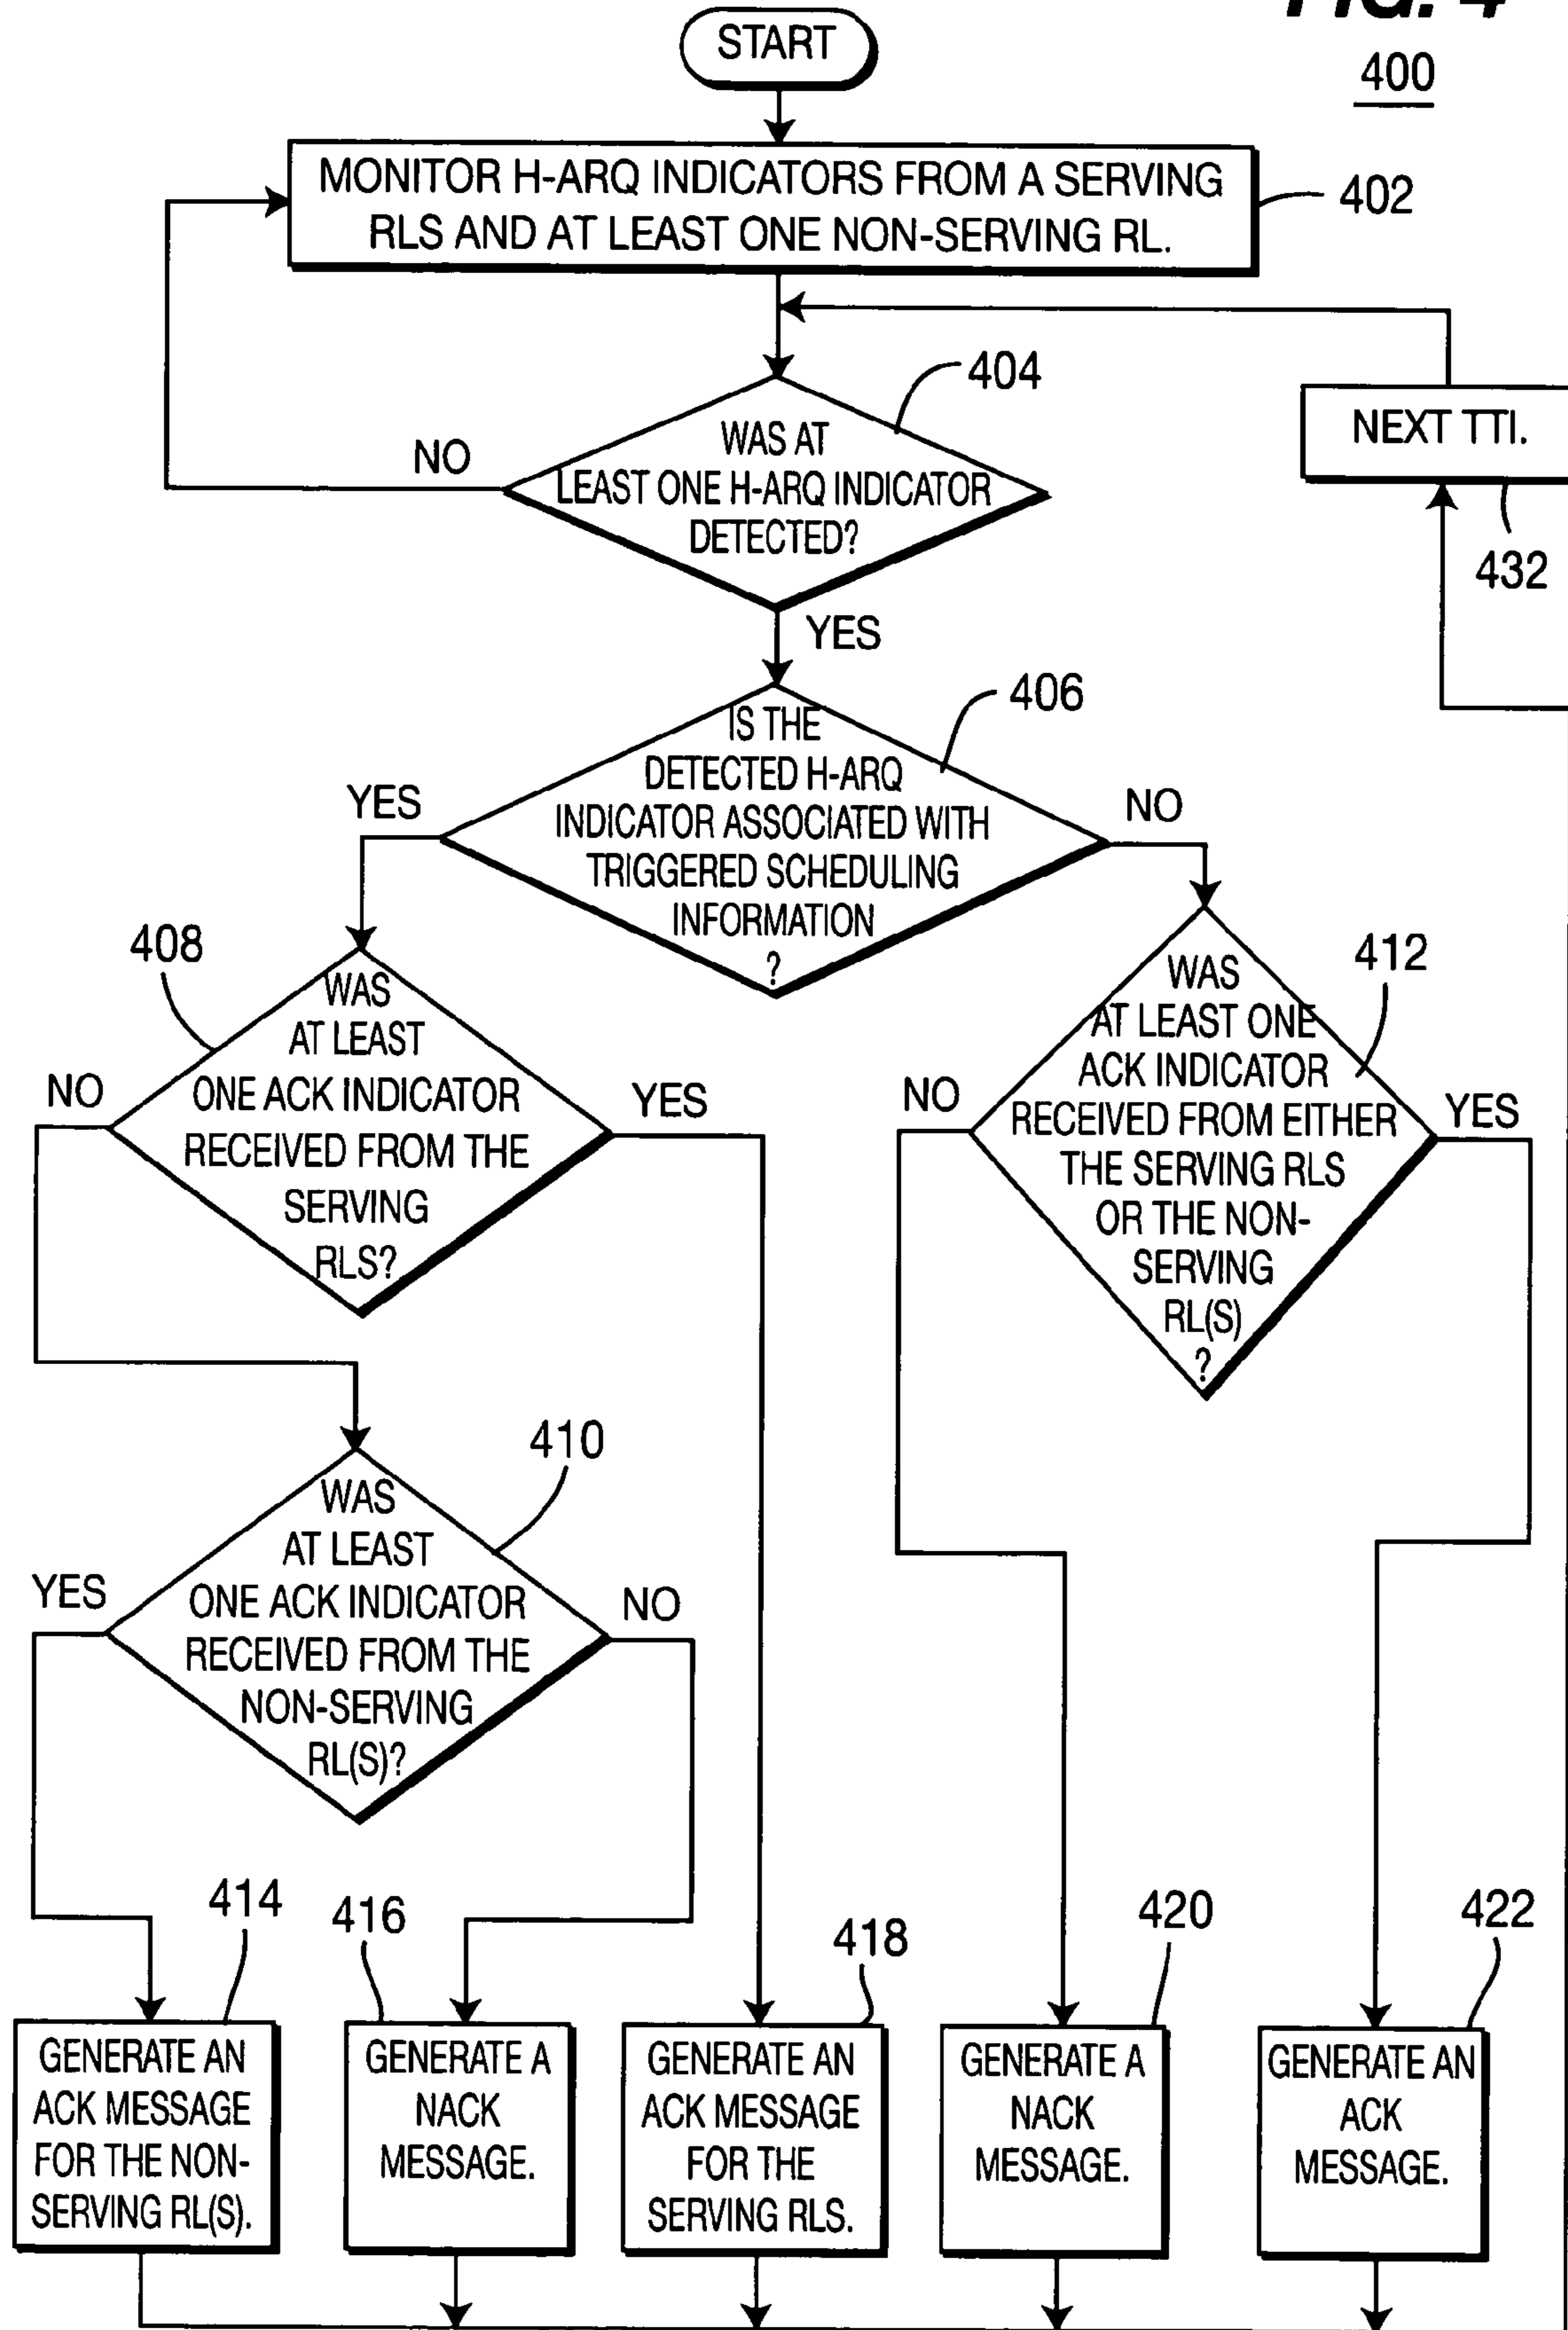 FIG. 4
400
START
MONITOR H-ARQ INDICATORS FROM A SERVING
RLS AND AT LEAST ONE NON-SERVING RL.
402
404
WAS AT
LEAST ONE H-ARQ INDICATOR
DETECTED?
NO
YES
NEXT TTI.
432
406
IS THE
DETECTED H-ARQ
INDICATOR ASSOCIATED WITH
TRIGGERED SCHEDULING
INFORMATION
?
YES
NO
408
WAS
AT LEAST
ONE ACK INDICATOR
RECEIVED FROM THE
SERVING
RLS?
NO
YES
412
WAS
AT LEAST ONE
ACK INDICATOR
RECEIVED FROM EITHER
THE SERVING RLS
OR THE NON-
SERVING
RL(S)
?
NO
YES
410
WAS
AT LEAST
ONE ACK INDICATOR
RECEIVED FROM THE
NON-SERVING
RL(S)?
YES
NO
414
GENERATE AN
ACK MESSAGE
FOR THE NON-
SERVING RL(S).
416
GENERATE A
NACK
MESSAGE.
418
GENERATE AN
ACK MESSAGE
FOR THE
SERVING RLS.
420
GENERATE A
NACK
MESSAGE.
422
GENERATE AN
ACK
MESSAGE.